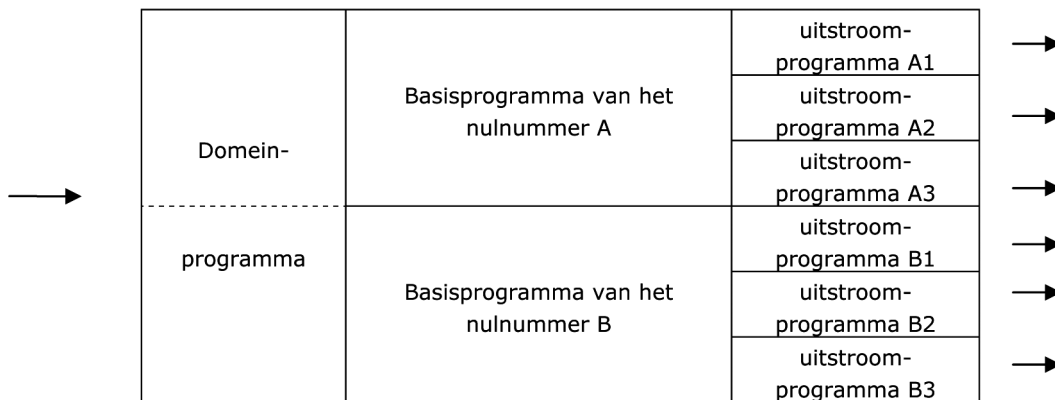 Domein-
programma
Basisprogramma van het
nulnummer A
uitstroom-
programma A1
uitstroom-
programma A2
uitstroom-
programma A3
Basisprogramma van het
nulnummer B
uitstroom-
programma B1
uitstroom-
programma B2
uitstroom-
programma B3